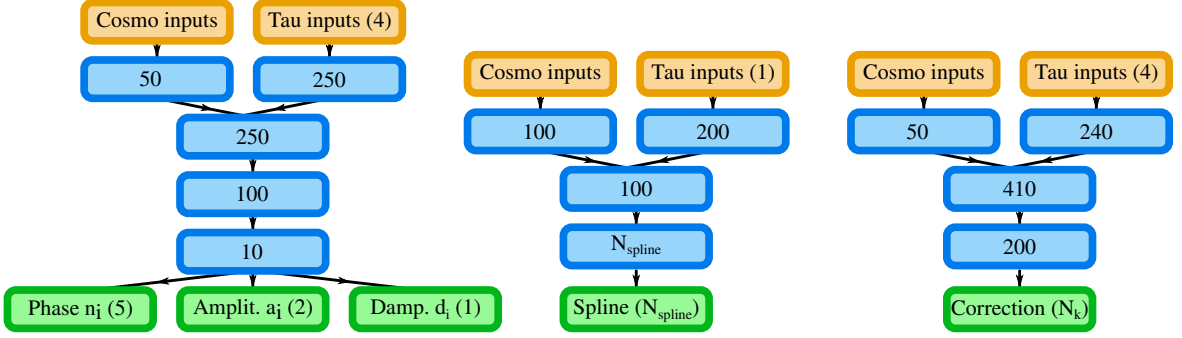 Cosmo inputs
Tau inputs (4)
50
250
250
100
10
Phase nᵢ (5)
Amplit. aᵢ (2)
Damp. dᵢ (1)
Cosmo inputs
Tau inputs (1)
100
200
100
N_spline
Spline (N_spline)
Cosmo inputs
Tau inputs (4)
50
240
410
200
Correction (N_k)